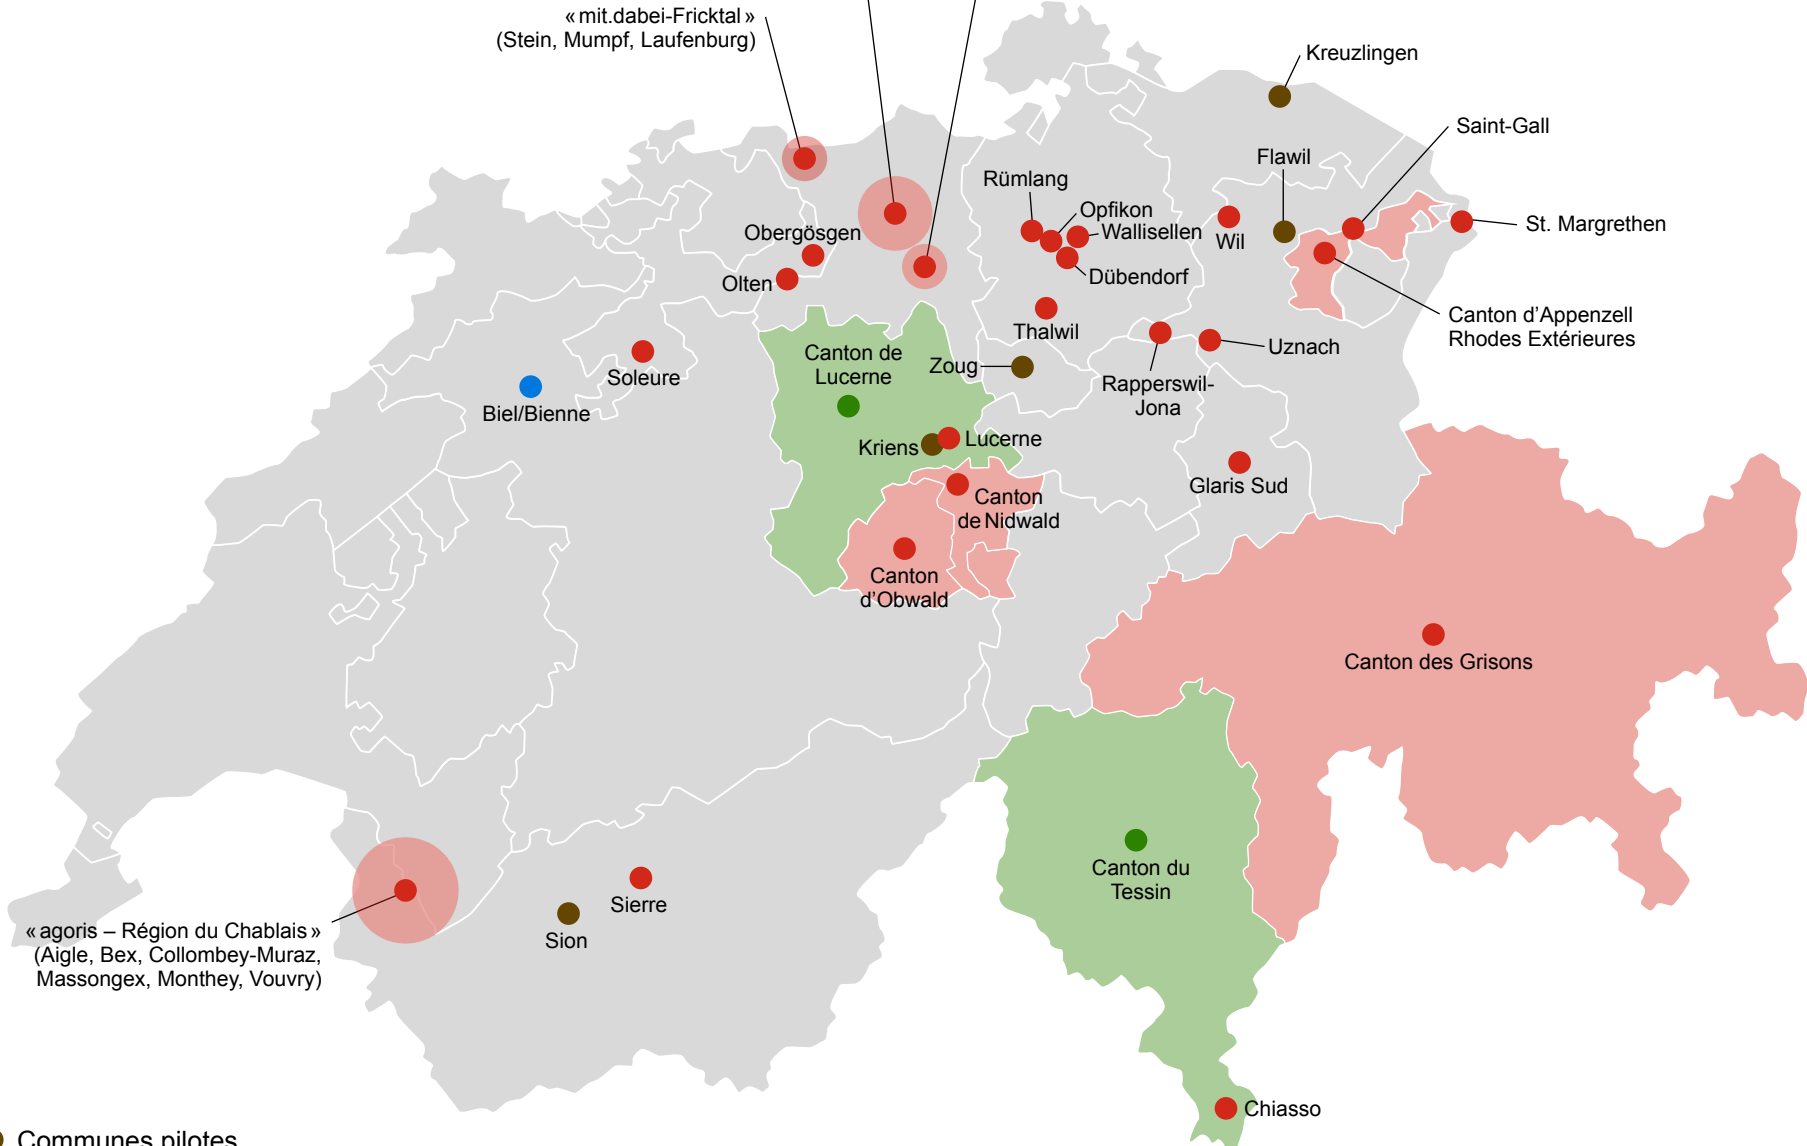 «mit.dabei-Fricktal»
(Stein, Mumpf, Laufenburg)
Kreuzlingen
Saint-Gall
Flawil
Rümlang
Opfikon
Wallisellen
St. Margrethen
Obergösgen
Wil
Dübendorf
Olten
Canton d’Appenzell
Rhodes Extérieures
Thalwil
Uznach
Canton de
Lucerne
Zoug
Soleure
Rapperswil-
Jona
Biel/Bienne
Kriens
Lucerne
Glaris Sud
Canton
de Nidwald
Canton
d’Obwald
Canton des Grisons
Canton du
Tessin
Sierre
Sion
«agoris – Région du Chablais»
(Aigle, Bex, Collombey-Muraz,
Massongex, Monthey, Vouvry)
Chiasso
Communes pilotes